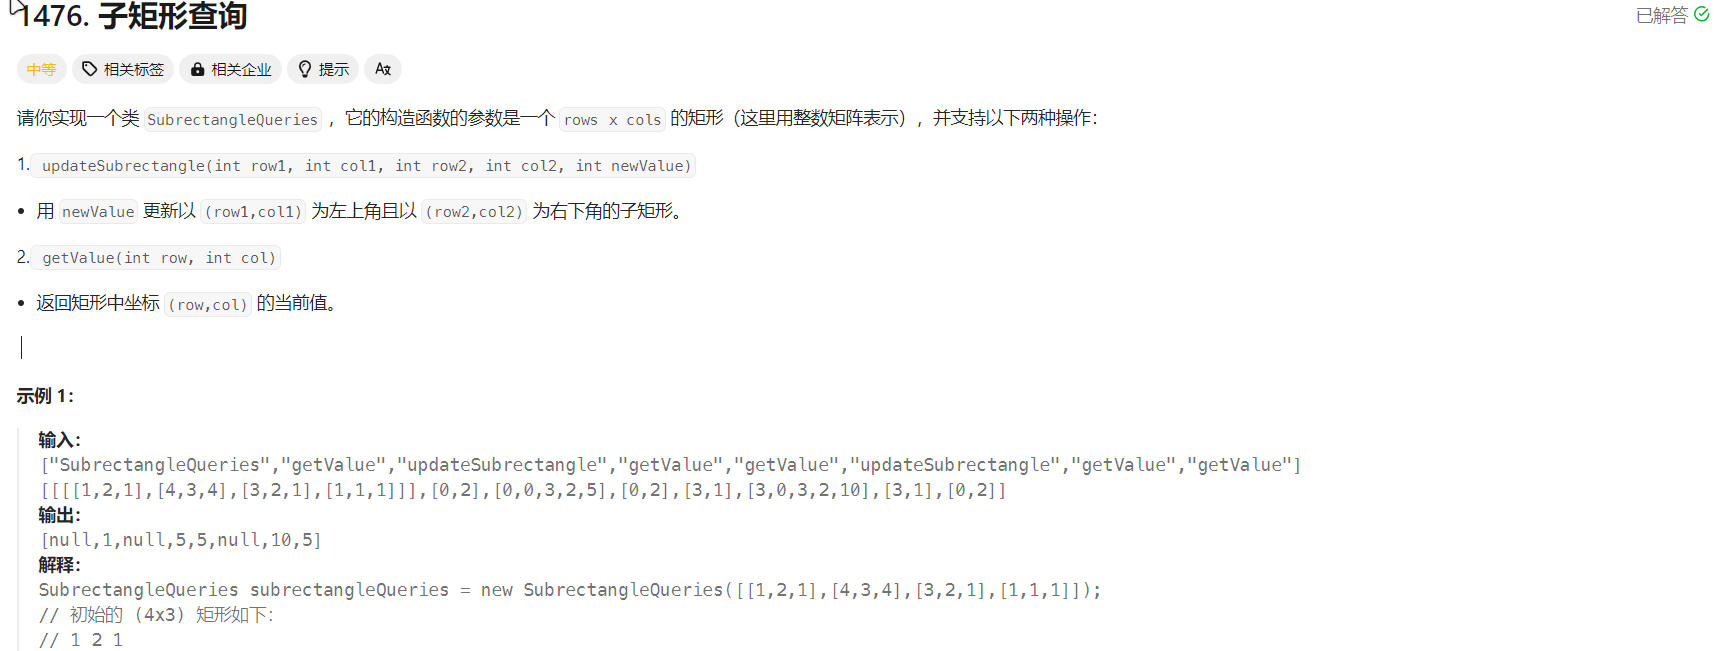 1476. 子矩形查询
已解答
中等 相关标签 相关企业 提示 Aあ
请你实现一个类 SubrectangleQueries ，它的构造函数的参数是一个 rows x cols 的矩形（这里用整数矩阵表示），并支持以下两种操作：
1. updateSubrectangle(int row1, int col1, int row2, int col2, int newValue)
• 用 newValue 更新以 (row1,col1) 为左上角且以 (row2,col2) 为右下角的子矩形。
2. getValue(int row, int col)
• 返回矩形中坐标 (row,col) 的当前值。
示例 1：
输入：
["SubrectangleQueries","getValue","updateSubrectangle","getValue","getValue","updateSubrectangle","getValue","getValue"]
[[[[1,2,1],[4,3,4],[3,2,1],[1,1,1]]],[0,2],[0,0,3,2,5],[0,2],[3,1],[3,0,3,2,10],[3,1],[0,2]]
输出：
[null,1,null,5,5,null,10,5]
解释：
SubrectangleQueries subrectangleQueries = new SubrectangleQueries([[1,2,1],[4,3,4],[3,2,1],[1,1,1]]);
// 初始的 (4x3) 矩形如下：
// 1 2 1